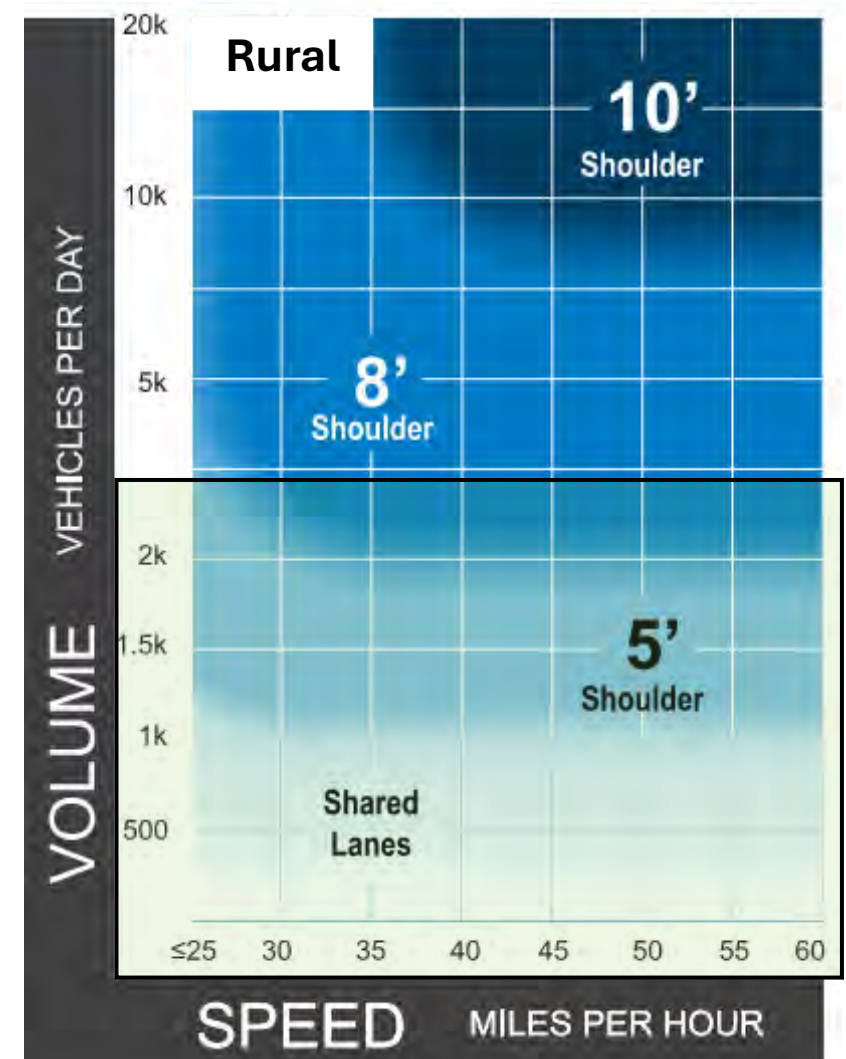 20k
Rural
10’
Shoulder
10k
VOLUME VEHICLES PER DAY
5k
8’
Shoulder
2k
1.5k
5’
Shoulder
1k
Shared
Lanes
500
≤25 30 35 40 45 50 55 60
SPEED MILES PER HOUR